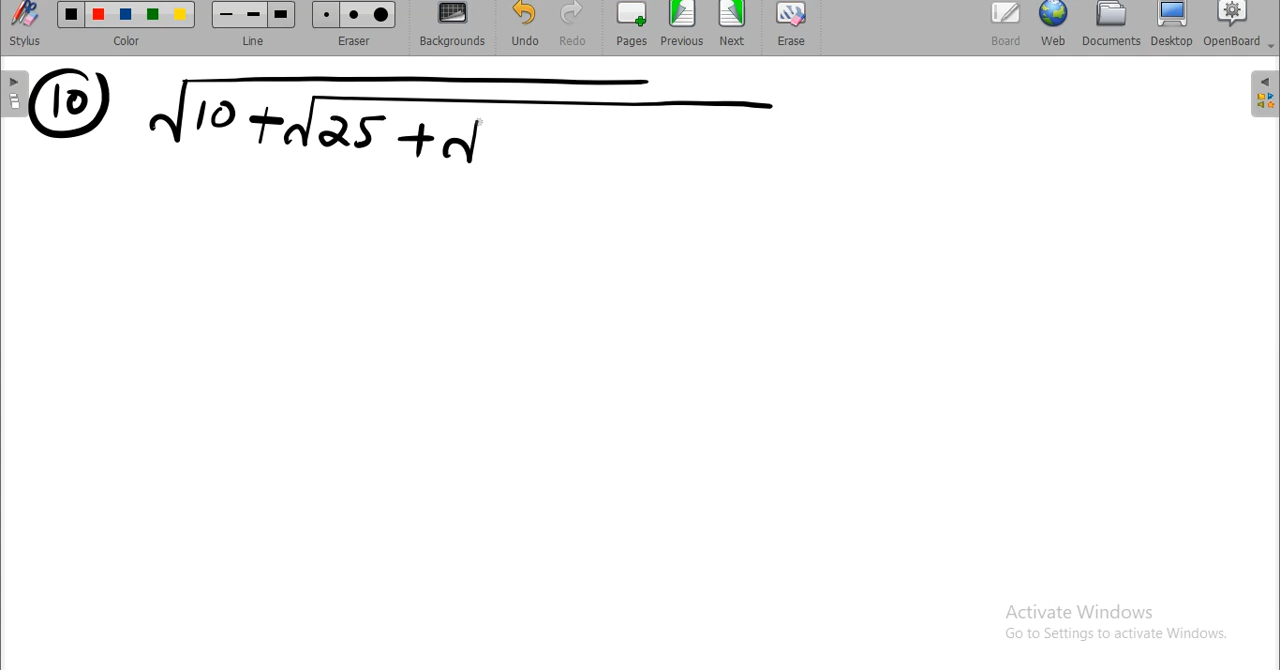 Stylus Color Line Eraser Backgrounds Undo Redo Pages Previous Next Erase Board Web Documents Desktop OpenBoard
10 √10 + √25 + √
Activate Windows
Go to Settings to activate Windows.